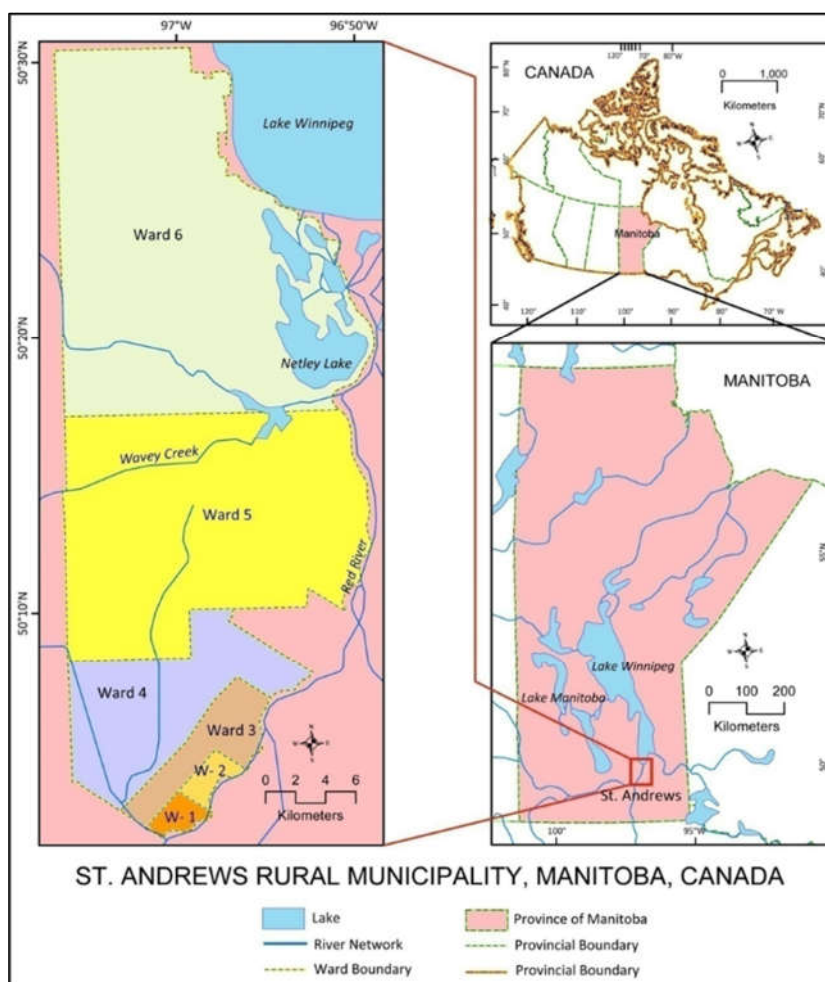 97°W 96°50'W
50°30'N
Lake Winnipeg
Ward 6
50°20'N
Netley Lake
Wavey Creek
Ward 5
Red River
50°10'N
Ward 4
Ward 3
W- 2
W- 1
N
0 2 4 6
Kilometers
CANADA
0 1,000
Kilometers
Manitoba
120° 110° 100° 90° 80° 70°W
MANITOBA
55°N
Lake Winnipeg
Lake Manitoba
0 100 200
Kilometers
50°
St. Andrews
100° 95°W
ST. ANDREWS RURAL MUNICIPALITY, MANITOBA, CANADA
Lake Province of Manitoba
River Network Provincial Boundary
Ward Boundary Provincial Boundary